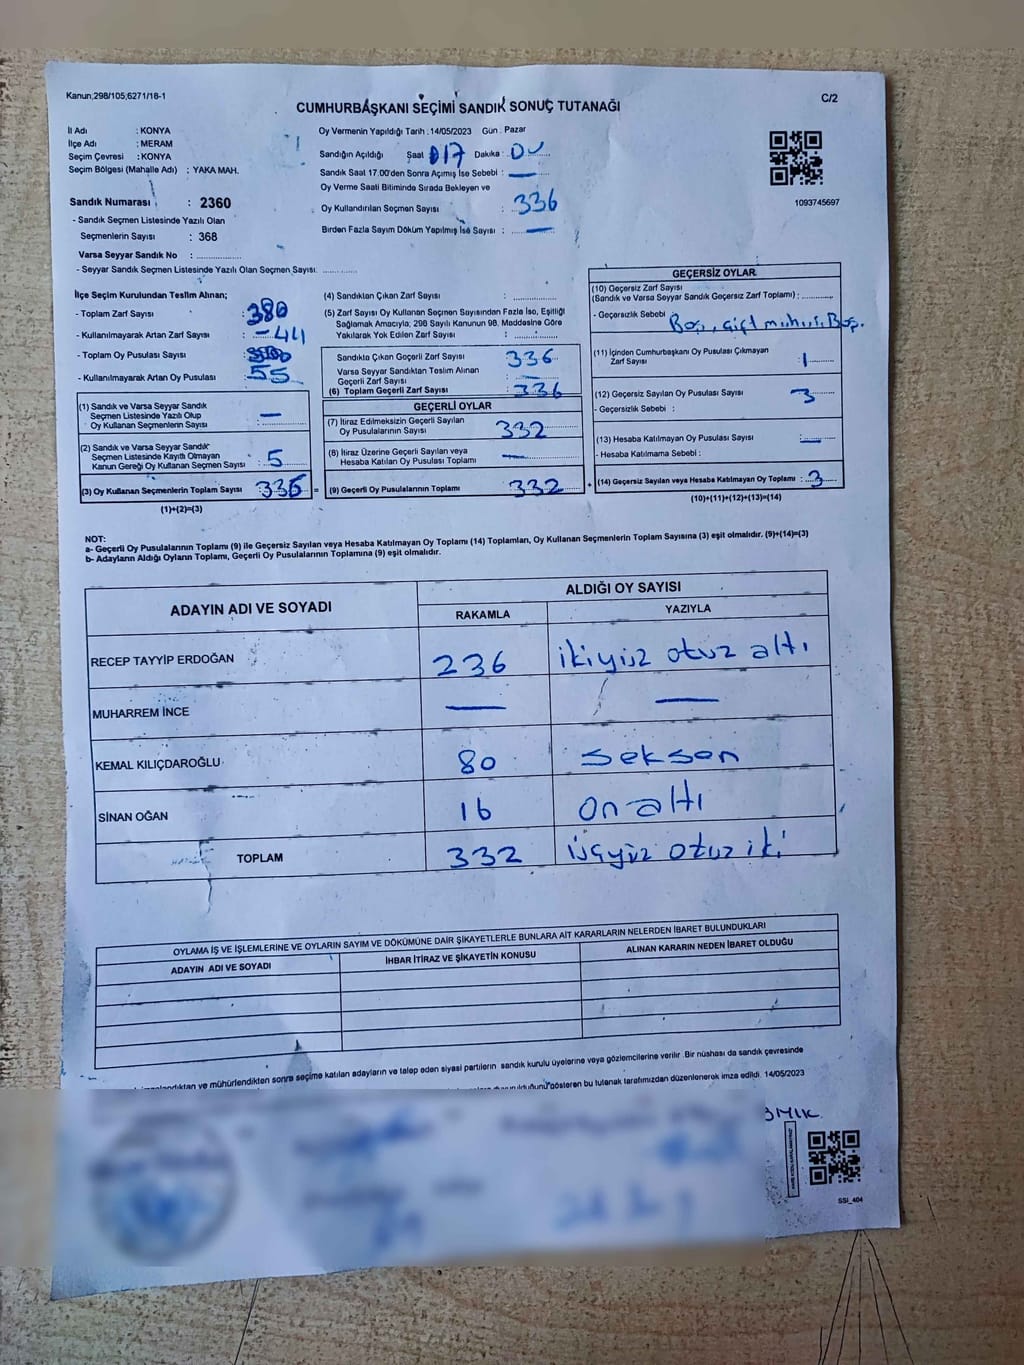 Kanun,298/105,6271/18-1
C/2
CUMHURBAŞKANI SEÇİMİ SANDIK SONUÇ TUTANAĞI
İl Adı : KONYA
İlçe Adı : MERAM
Seçim Çevresi : KONYA
Seçim Bölgesi (Mahalle Adı) : YAKA MAH.
Sandık Numarası : 2360
- Sandık Seçmen Listesinde Yazılı Olan
Seçmenlerin Sayısı : 368
Varsa Seyyar Sandık No :
- Seyyar Sandık Seçmen Listesinde Yazılı Olan Seçmen Sayısı:
Oy Vermenin Yapıldığı Tarih : 14/05/2023 Gün : Pazar
Sandığın Açıldığı Saat 17 Dakika :
Sandık Saat 17.00'den Sonra Açımış İse Sebebi : —
Oy Verme Saati Bitiminde Sırada Bekleyen ve
Oy Kullandırılan Seçmen Sayısı : 336
Birden Fazla Sayım Döküm Yapılmış İse Sayısı : —
1093745697
İlçe Seçim Kurulundan Teslim Alınan;
- Toplam Zarf Sayısı : 380
- Kullanılmayarak Artan Zarf Sayısı : - 44
- Toplam Oy Pusulası Sayısı :
- Kullanılmayarak Artan Oy Pusulası : 55
(1) Sandık ve Varsa Seyyar Sandık
Seçmen Listesinde Yazılı Olup
Oy Kullanan Seçmenlerin Sayısı : —
(2) Sandık ve Varsa Seyyar Sandık
Seçmen Listesinde Kayıtlı Olmayan
Kanun Gereği Oy Kullanan Seçmen Sayısı : 5
(3) Oy Kullanan Seçmenlerin Toplam Sayısı : 336 =
(1)+(2)=(3)
(4) Sandıktan Çıkan Zarf Sayısı :
(5) Zarf Sayısı Oy Kullanan Seçmen Sayısından Fazla İse, Eşitliği
Sağlamak Amacıyla; 298 Sayılı Kanunun 98. Maddesine Göre
Yakılarak Yok Edilen Zarf Sayısı :
Sandıkta Çıkan Geçerli Zarf Sayısı 336
Varsa Seyyar Sandıktan Teslim Alınan
Geçerli Zarf Sayısı : —
(6) Toplam Geçerli Zarf Sayısı : 336
GEÇERLİ OYLAR
(7) İtiraz Edilmeksizin Geçerli Sayılan
Oy Pusulalarının Sayısı : 332
(8) İtiraz Üzerine Geçerli Sayılan veya
Hesaba Katılan Oy Pusulası Toplamı : —
(9) Geçerli Oy Pusulalarının Toplamı : 332 +
GEÇERSİZ OYLAR
(10) Geçersiz Zarf Sayısı
(Sandık ve Varsa Seyyar Sandık Geçersiz Zarf Toplamı) :
- Geçersizlik Sebebi : Boş, Çift mühür, Boş.
(11) İçinden Cumhurbaşkanı Oy Pusulası Çıkmayan
Zarf Sayısı : 1
(12) Geçersiz Sayılan Oy Pusulası Sayısı : 3
- Geçersizlik Sebebi :
(13) Hesaba Katılmayan Oy Pusulası Sayısı : —
- Hesaba Katılmama Sebebi :
(14) Geçersiz Sayılan veya Hesaba Katılmayan Oy Toplamı : 3
(10)+(11)+(12)+(13)=(14)
NOT:
a- Geçerli Oy Pusulalarının Toplamı (9) ile Geçersiz Sayılan veya Hesaba Katılmayan Oy Toplamı (14) Toplamları, Oy Kullanan Seçmenlerin Toplam Sayısına (3) eşit olmalıdır. (9)+(14)=(3)
b- Adayların Aldığı Oyların Toplamı, Geçerli Oy Pusulalarının Toplamına (9) eşit olmalıdır.
ADAYIN ADI VE SOYADI
ALDIĞI OY SAYISI
RAKAMLA YAZIYLA
RECEP TAYYİP ERDOĞAN 236 ikiyüz otuz altı
MUHARREM İNCE — —
KEMAL KILIÇDAROĞLU 80 seksen
SİNAN OĞAN 16 on altı
TOPLAM 332 üçyüz otuz iki
OYLAMA İŞ VE İŞLEMLERİNE VE OYLARIN SAYIM VE DÖKÜMÜNE DAİR ŞİKAYETLERLE BUNLARA AİT KARARLARIN NELERDEN İBARET BULUNDUKLARI
ADAYIN ADI VE SOYADI İHBAR İTİRAZ VE ŞİKAYETİN KONUSU ALINAN KARARIN NEDEN İBARET OLDUĞU
ve mühürlendikten sonra seçime katılan adayların ve talep eden siyasi partilerin sandık kurulu üyelerine veya gözlemcilerine verilir. Bir nüshası da sandık çevresinde
gösteren bu tutanak tarafımızdan düzenlenerek imza edildi. 14/05/2023
SSİ_404